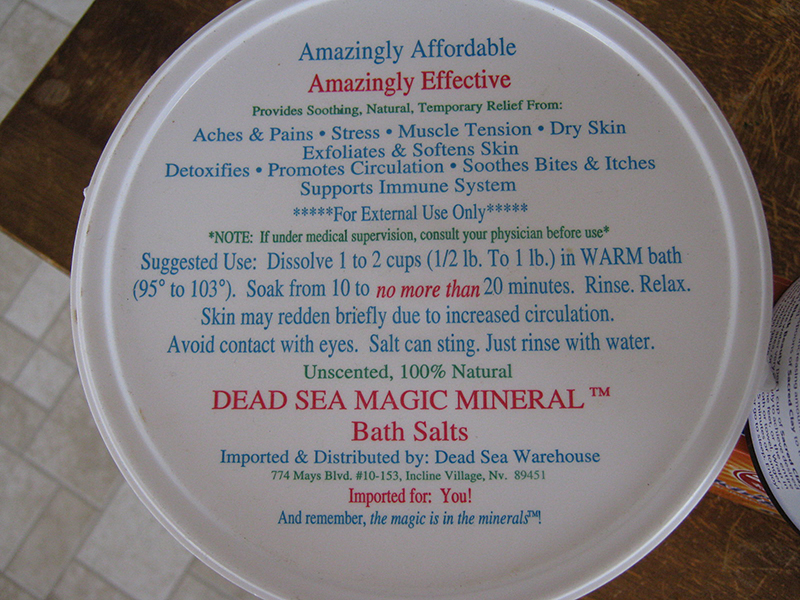 Amazingly Affordable
Amazingly Effective
Provides Soothing, Natural, Temporary Relief From:
Aches & Pains • Stress • Muscle Tension • Dry Skin
Exfoliates & Softens Skin
Detoxifies • Promotes Circulation • Soothes Bites & Itches
Supports Immune System
*****For External Use Only*****
*NOTE: If under medical supervision, consult your physician before use*
Suggested Use: Dissolve 1 to 2 cups (1/2 lb. To 1 lb.) in WARM bath
(95° to 103°). Soak from 10 to no more than 20 minutes. Rinse. Relax.
Skin may redden briefly due to increased circulation.
Avoid contact with eyes. Salt can sting. Just rinse with water.
Unscented, 100% Natural
DEAD SEA MAGIC MINERAL™
Bath Salts
Imported & Distributed by: Dead Sea Warehouse
774 Mays Blvd. #10-153, Incline Village, Nv. 89451
Imported for: You!
And remember, the magic is in the minerals™!